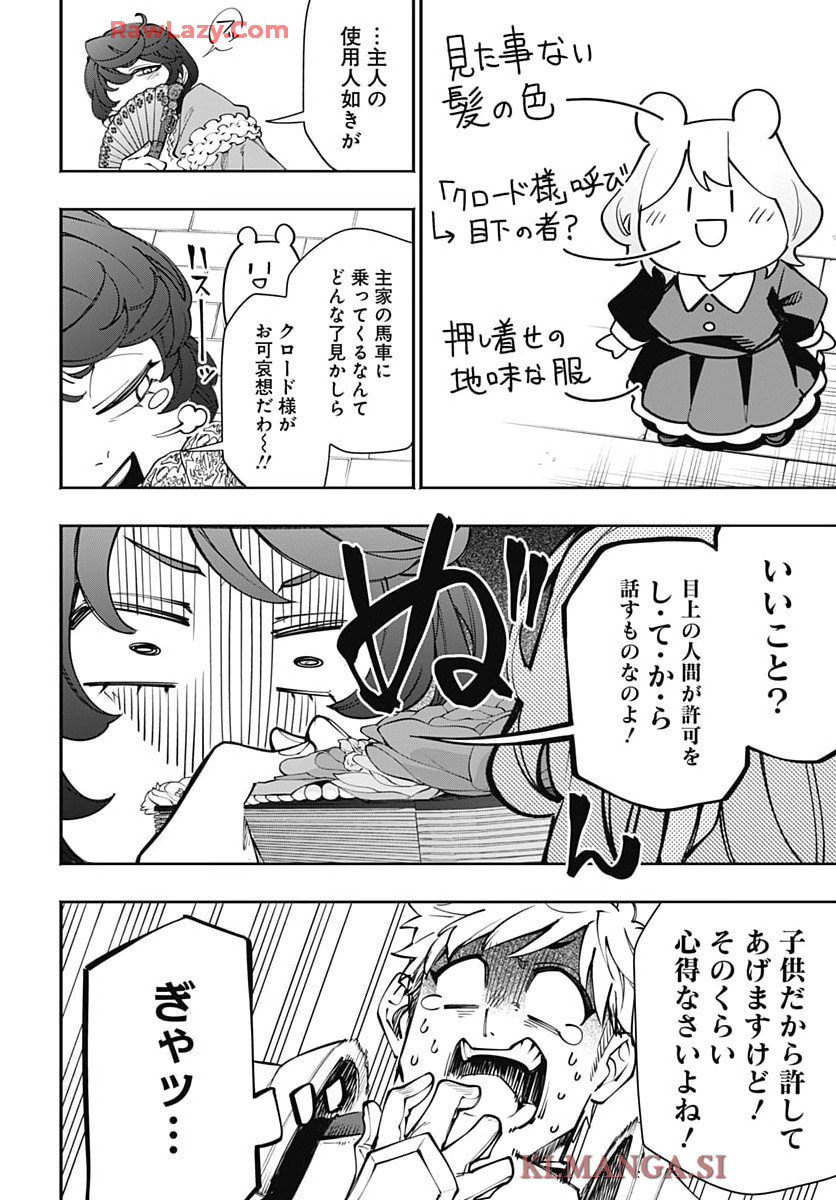 見た事ない
髪の色
「クロード様」呼び
↳目下の者?
押し着せの
地味な服
RawLazy.Com
…主人の
使用人如きが
主家の馬車に
乗ってくるなんて
どんな了見かしら
クロード様が
お可哀想だわ〜!!
スーッ
いいこと?
目上の人間が許可を
し・て・か・ら
話すものなのよ!
ぬ゛ん
子供だから許して
あげますけど!
そのくらい
心得なさいよね!
ぎゃッ…
KLMANGA.SI